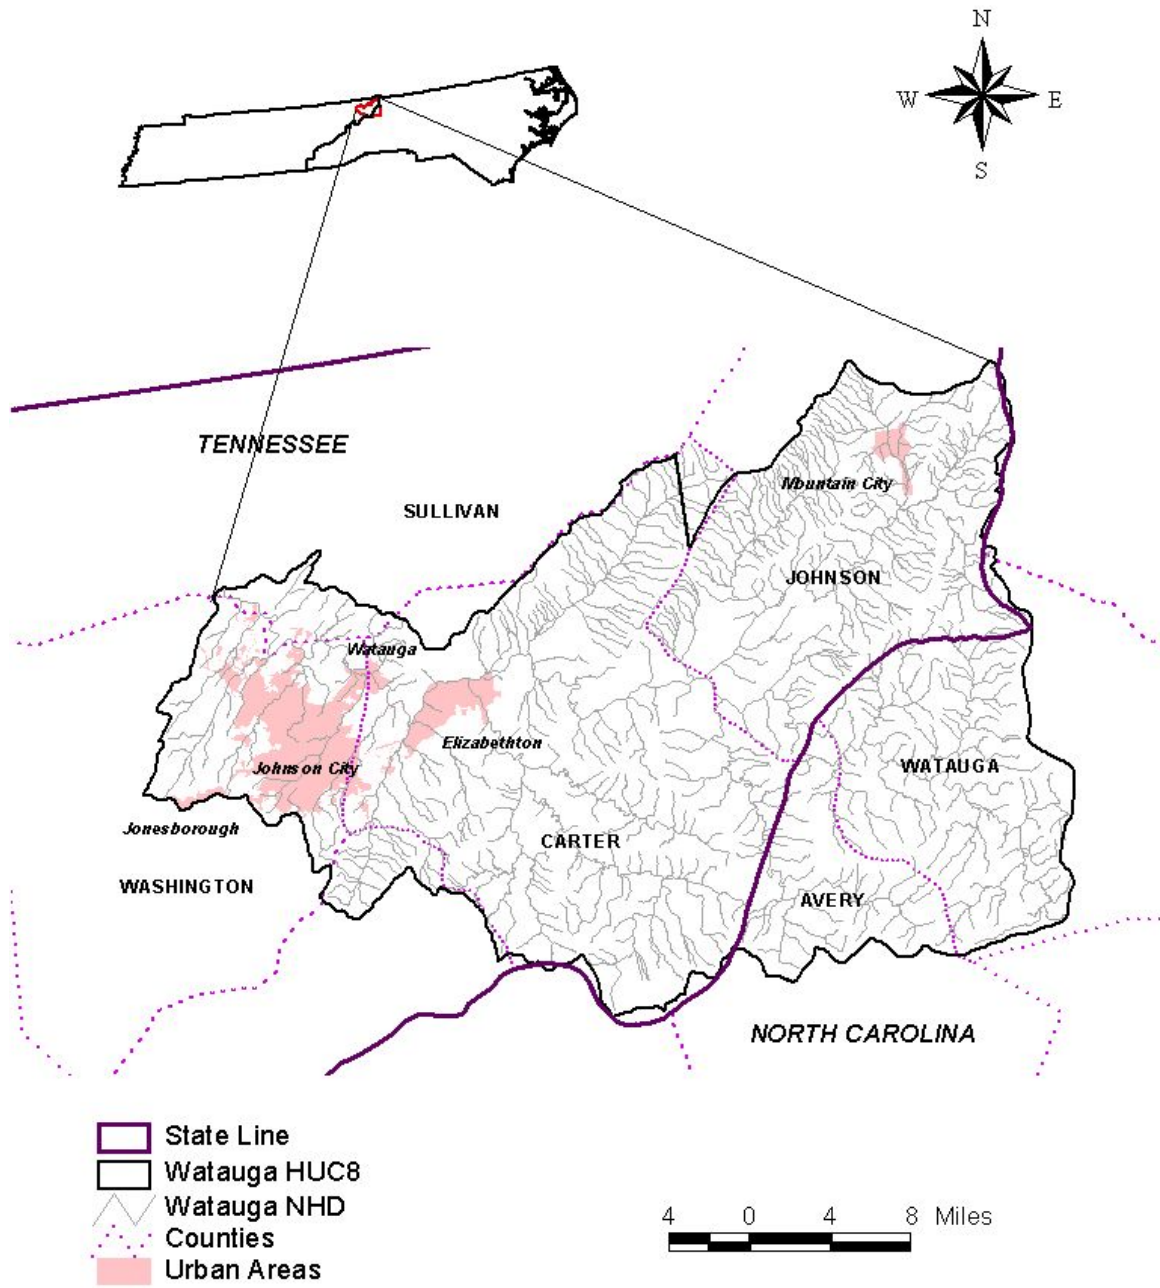 N
W E
S
TENNESSEE
SULLIVAN
Mountain City
JOHNSON
Watauga
Elizabethton
Johnson City
WATAUGA
Jonesborough
CARTER
WASHINGTON
AVERY
NORTH CAROLINA
State Line
Watauga HUC8
Watauga NHD
Counties
Urban Areas
4 0 4 8 Miles